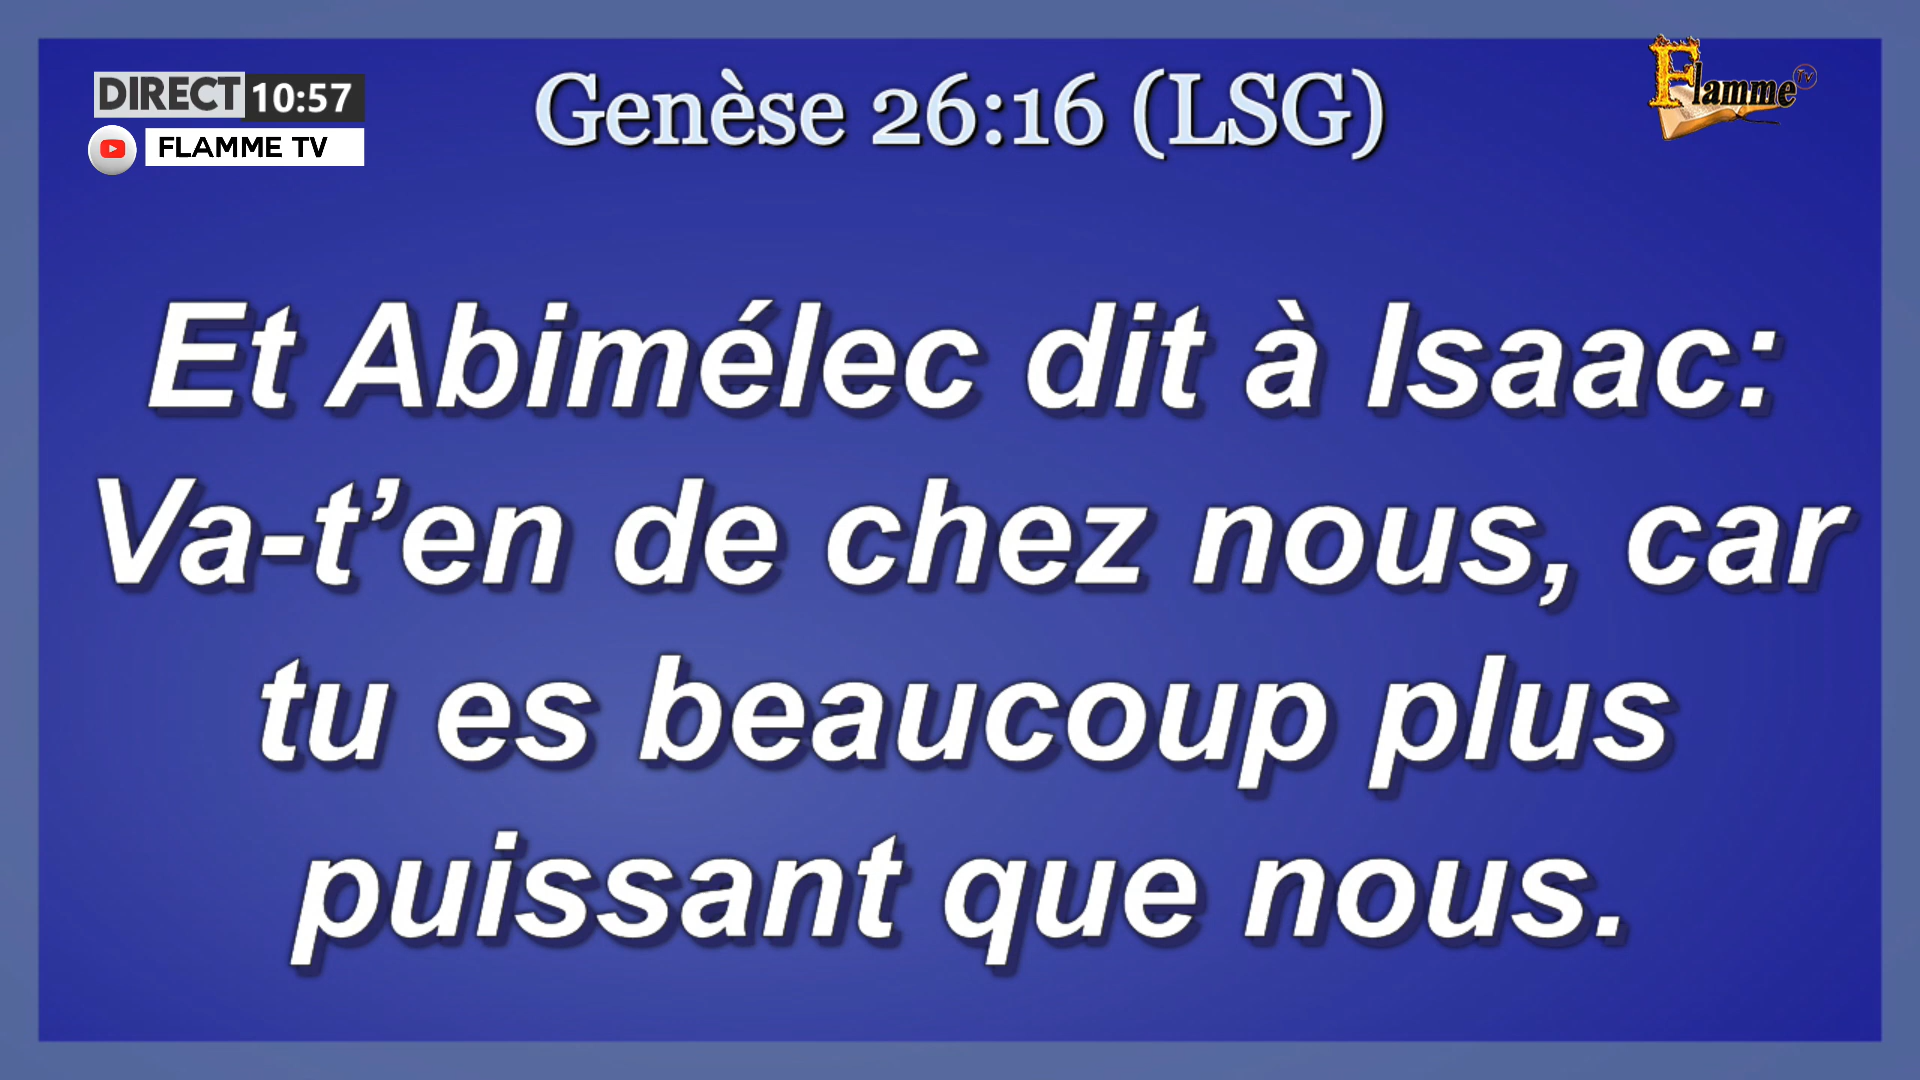 DIRECT 10:57
FLAMME TV
Genèse 26:16 (LSG)
Flamme TV
Et Abimélec dit à Isaac:
Va-t’en de chez nous, car
tu es beaucoup plus
puissant que nous.